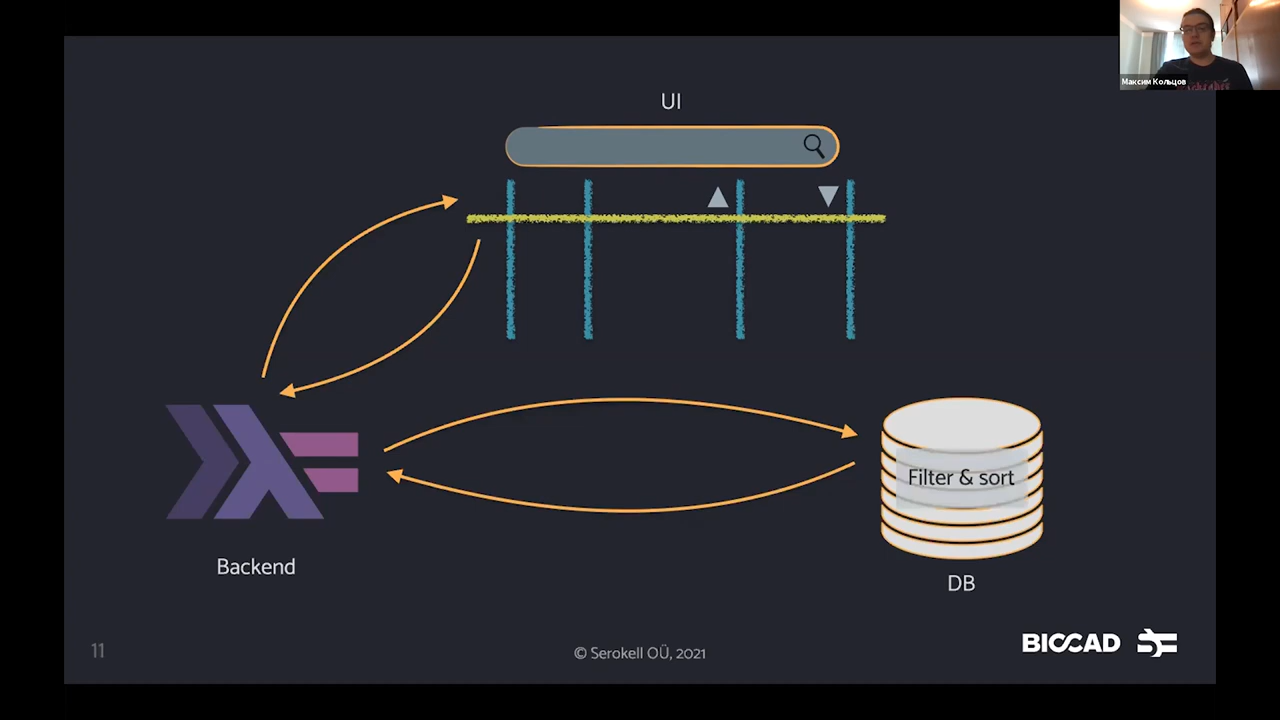 Максим Кольцов
UI
Filter & sort
Backend
DB
11
© Serokell OÜ, 2021
BIOCAD